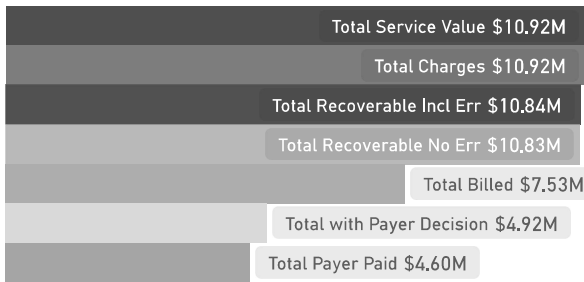 Total Service Value $10.92M
Total Charges $10.92M
Total Recoverable Incl Err $10.84M
Total Recoverable No Err $10.83M
Total Billed $7.53M
Total with Payer Decision $4.92M
Total Payer Paid $4.60M